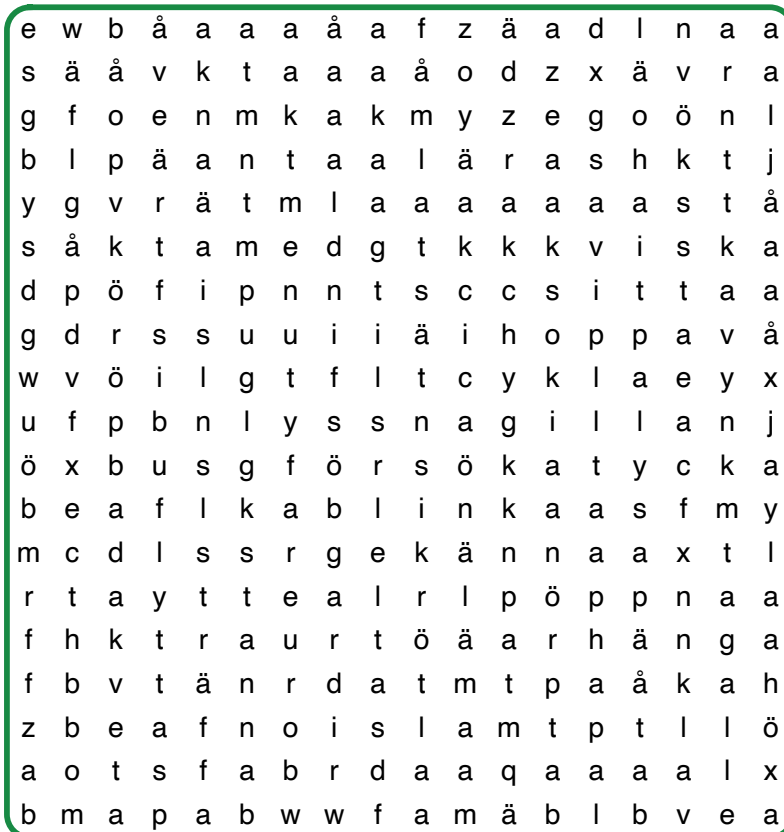 e w b å a a a å a f z ä a d l n a a
s ä å v k t a a a å o d z x ä v r a
g f o e n m k a k m y z e g o ö n l
b l p ä a n t a a l ä r a s h k t j
y g v r ä t m l a a a a a a a s t å
s å k t a m e d g t k k k v i s k a
d p ö f i p n n t s c c s i t t a a
g d r s s u u i i ä i h o p p a v å
w v ö i l g t f l t c y k l a e y x
u f p b n l y s s n a g i l l a n j
ö x b u s g f ö r s ö k a t y c k a
b e a f l k a b l i n k a a s f m y
m c d l s s r g e k ä n n a a x t l
r t a y t t e a l r l p ö p p n a a
f h k t r a u r t ö ä a r h ä n g a
f b v t ä n r d a t m t p a å k a h
z b e a f n o i s l a m t p t l l ö
a o t s f a b r d a a q a a a a l x
b m a p a b w w f a m ä b l b v e a